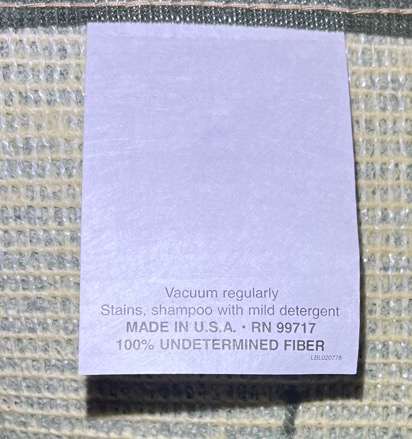 Vacuum regularly
Stains, shampoo with mild detergent
MADE IN U.S.A. • RN 99717
100% UNDETERMINED FIBER
LBL020778